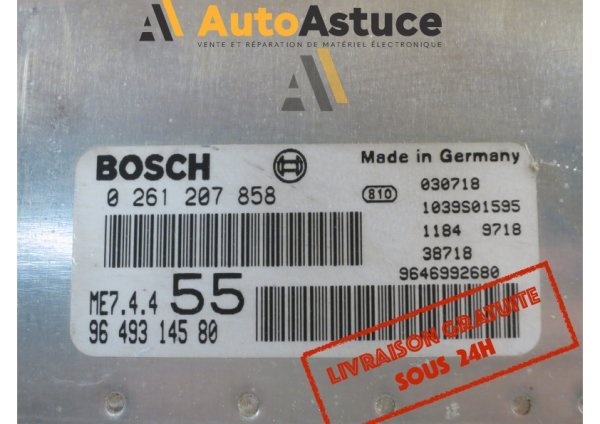 AutoAstuce
VENTE ET RÉPARATION DE MATÉRIEL ÉLECTRONIQUE
BOSCH
Made in Germany
0 261 207 858
810
030718
1039S01595
1184 9718
38718
9646992680
ME7.4.4 55
96 493 145 80
LIVRAISON GRATUITE
SOUS 24H